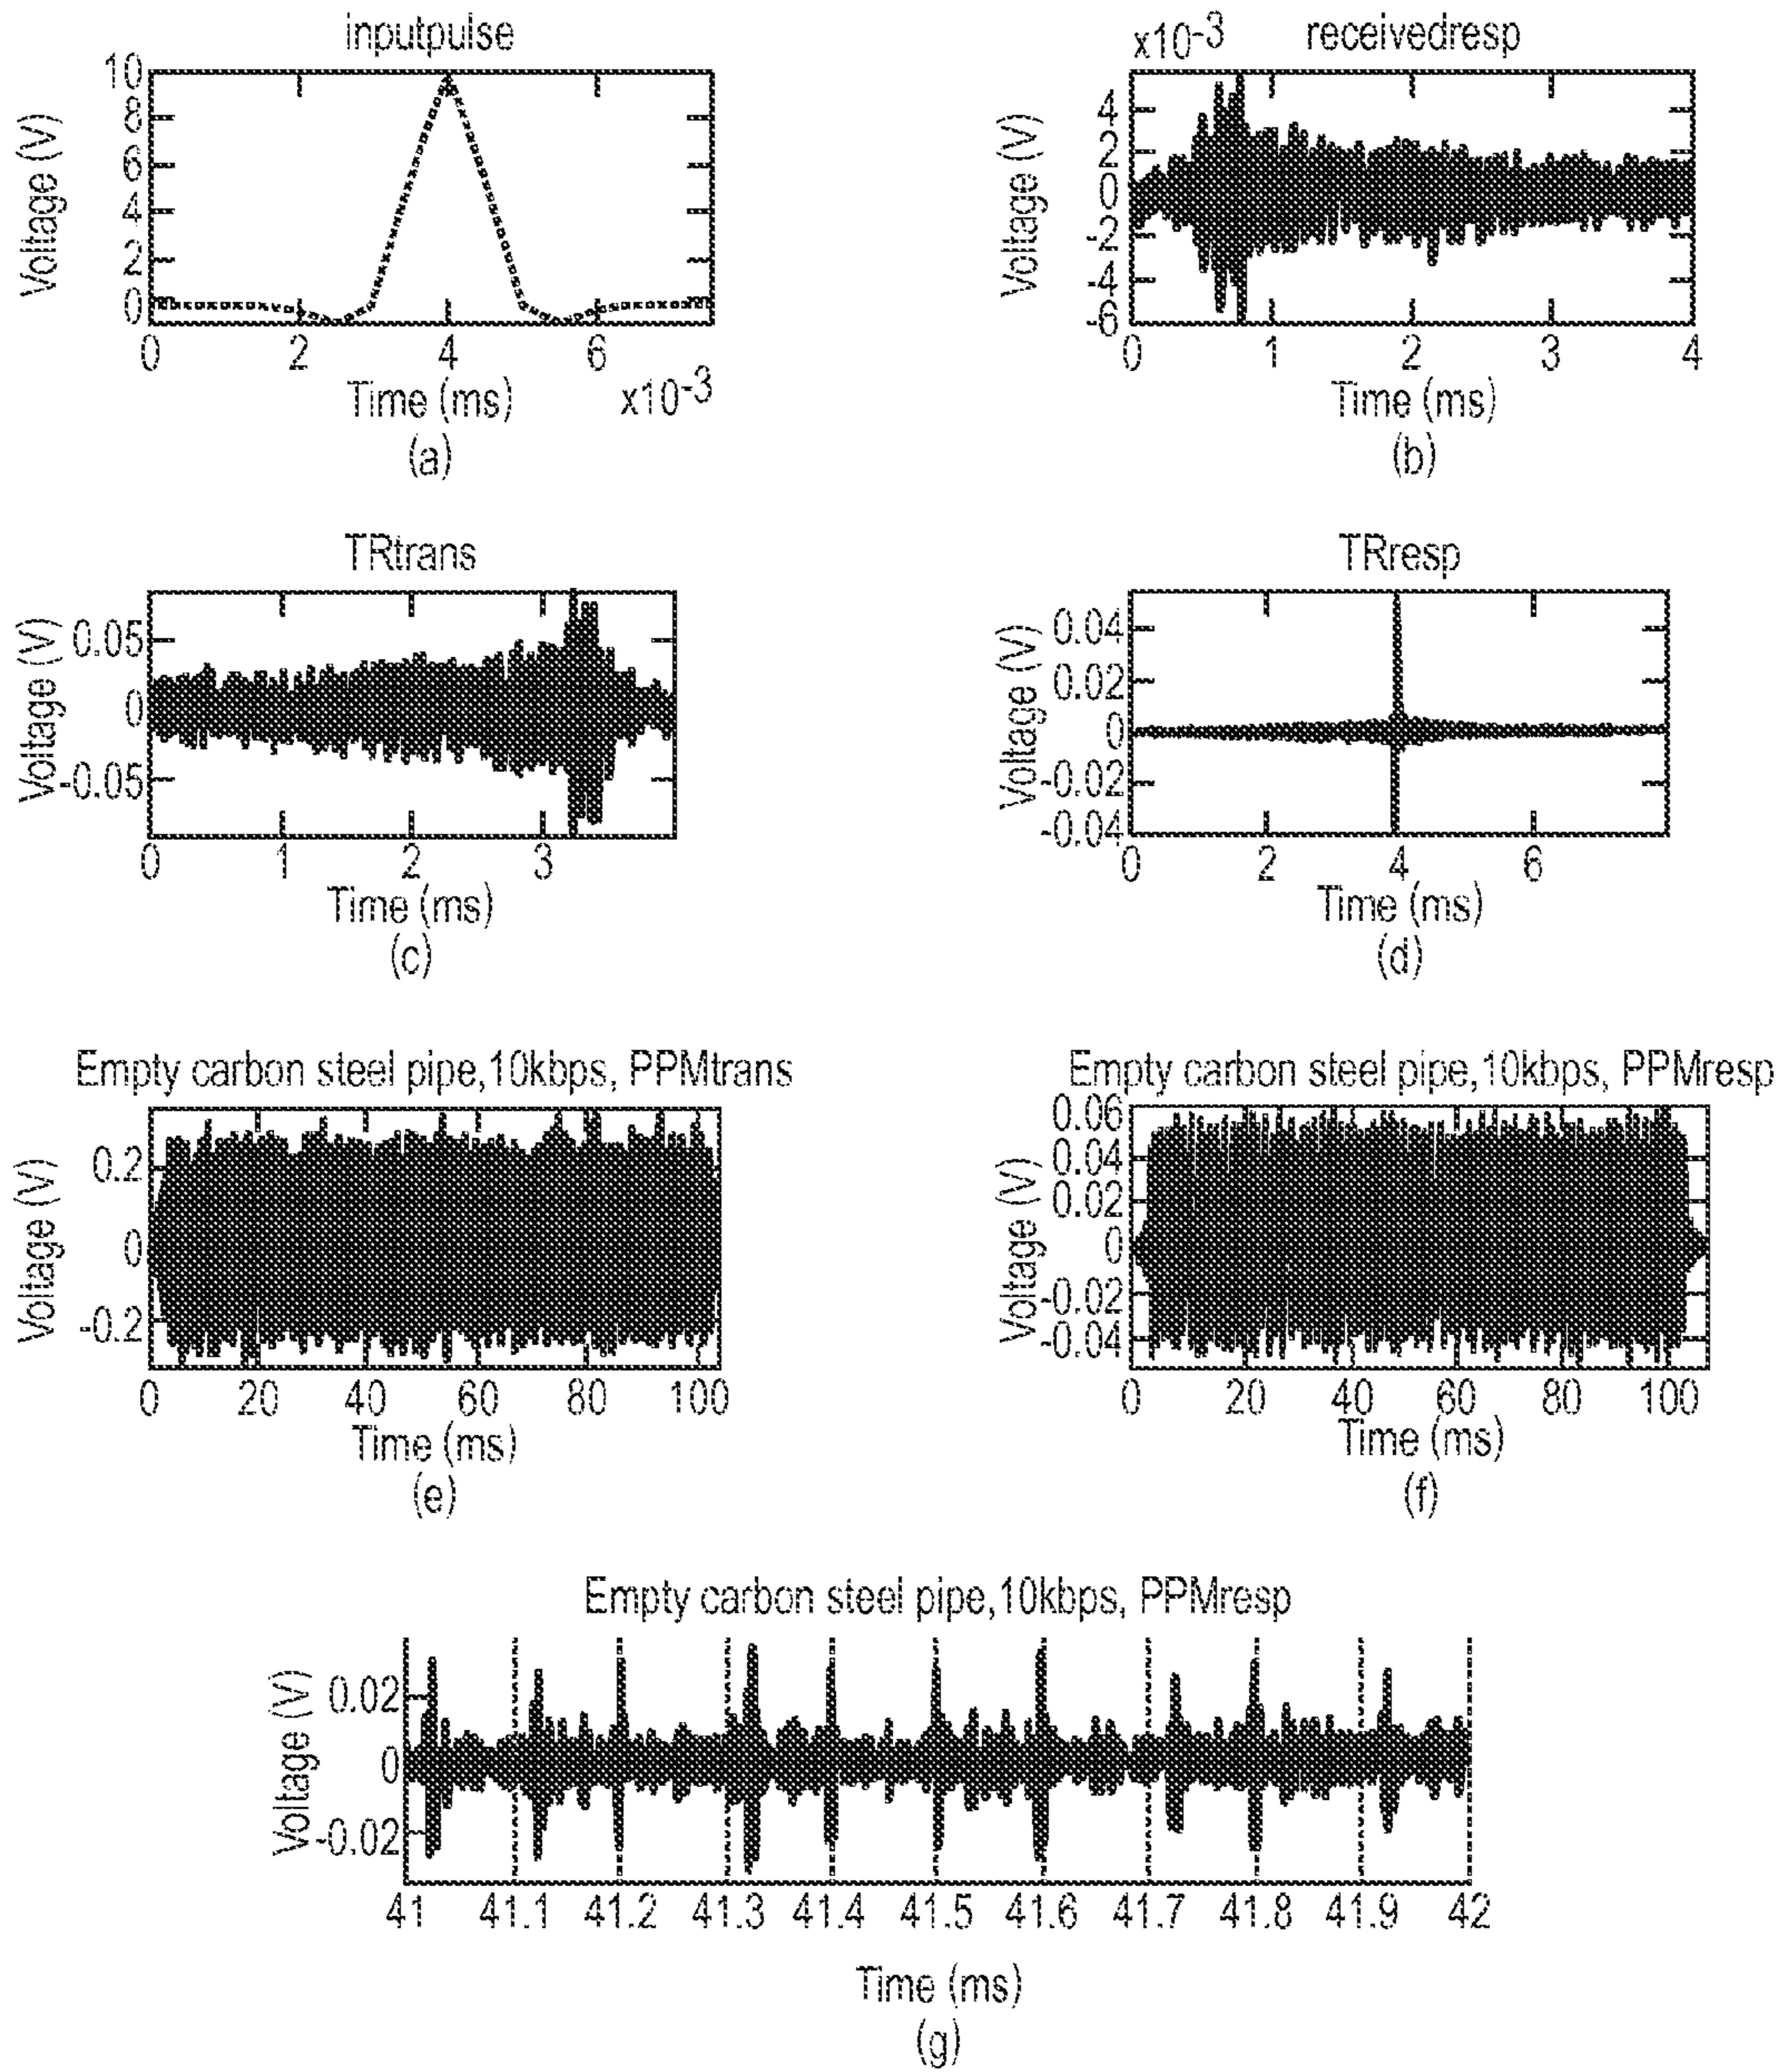 inputpulse
Voltage (V)
10
8
6
4
2
0
0 2 4 6
Time (ms) x10-3
(a)
x10-3 receivedresp
Voltage (V)
4
2
0
-2
-4
-6
0 1 2 3 4
Time (ms)
(b)
TRtrans
Voltage (V)
0.05
0
-0.05
0 1 2 3
Time (ms)
(c)
TRresp
Voltage (V)
0.04
0.02
0
-0.02
-0.04
0 2 4 6
Time (ms)
(d)
Empty carbon steel pipe,10kbps, PPMtrans
Voltage (V)
0.2
0
-0.2
0 20 40 60 80 100
Time (ms)
(e)
Empty carbon steel pipe,10kbps, PPMresp
Voltage (V)
0.06
0.04
0.02
0
-0.02
-0.04
0 20 40 60 80 100
Time (ms)
(f)
Empty carbon steel pipe,10kbps, PPMresp
Voltage (V)
0.02
0
-0.02
41 41.1 41.2 41.3 41.4 41.5 41.6 41.7 41.8 41.9 42
Time (ms)
(g)